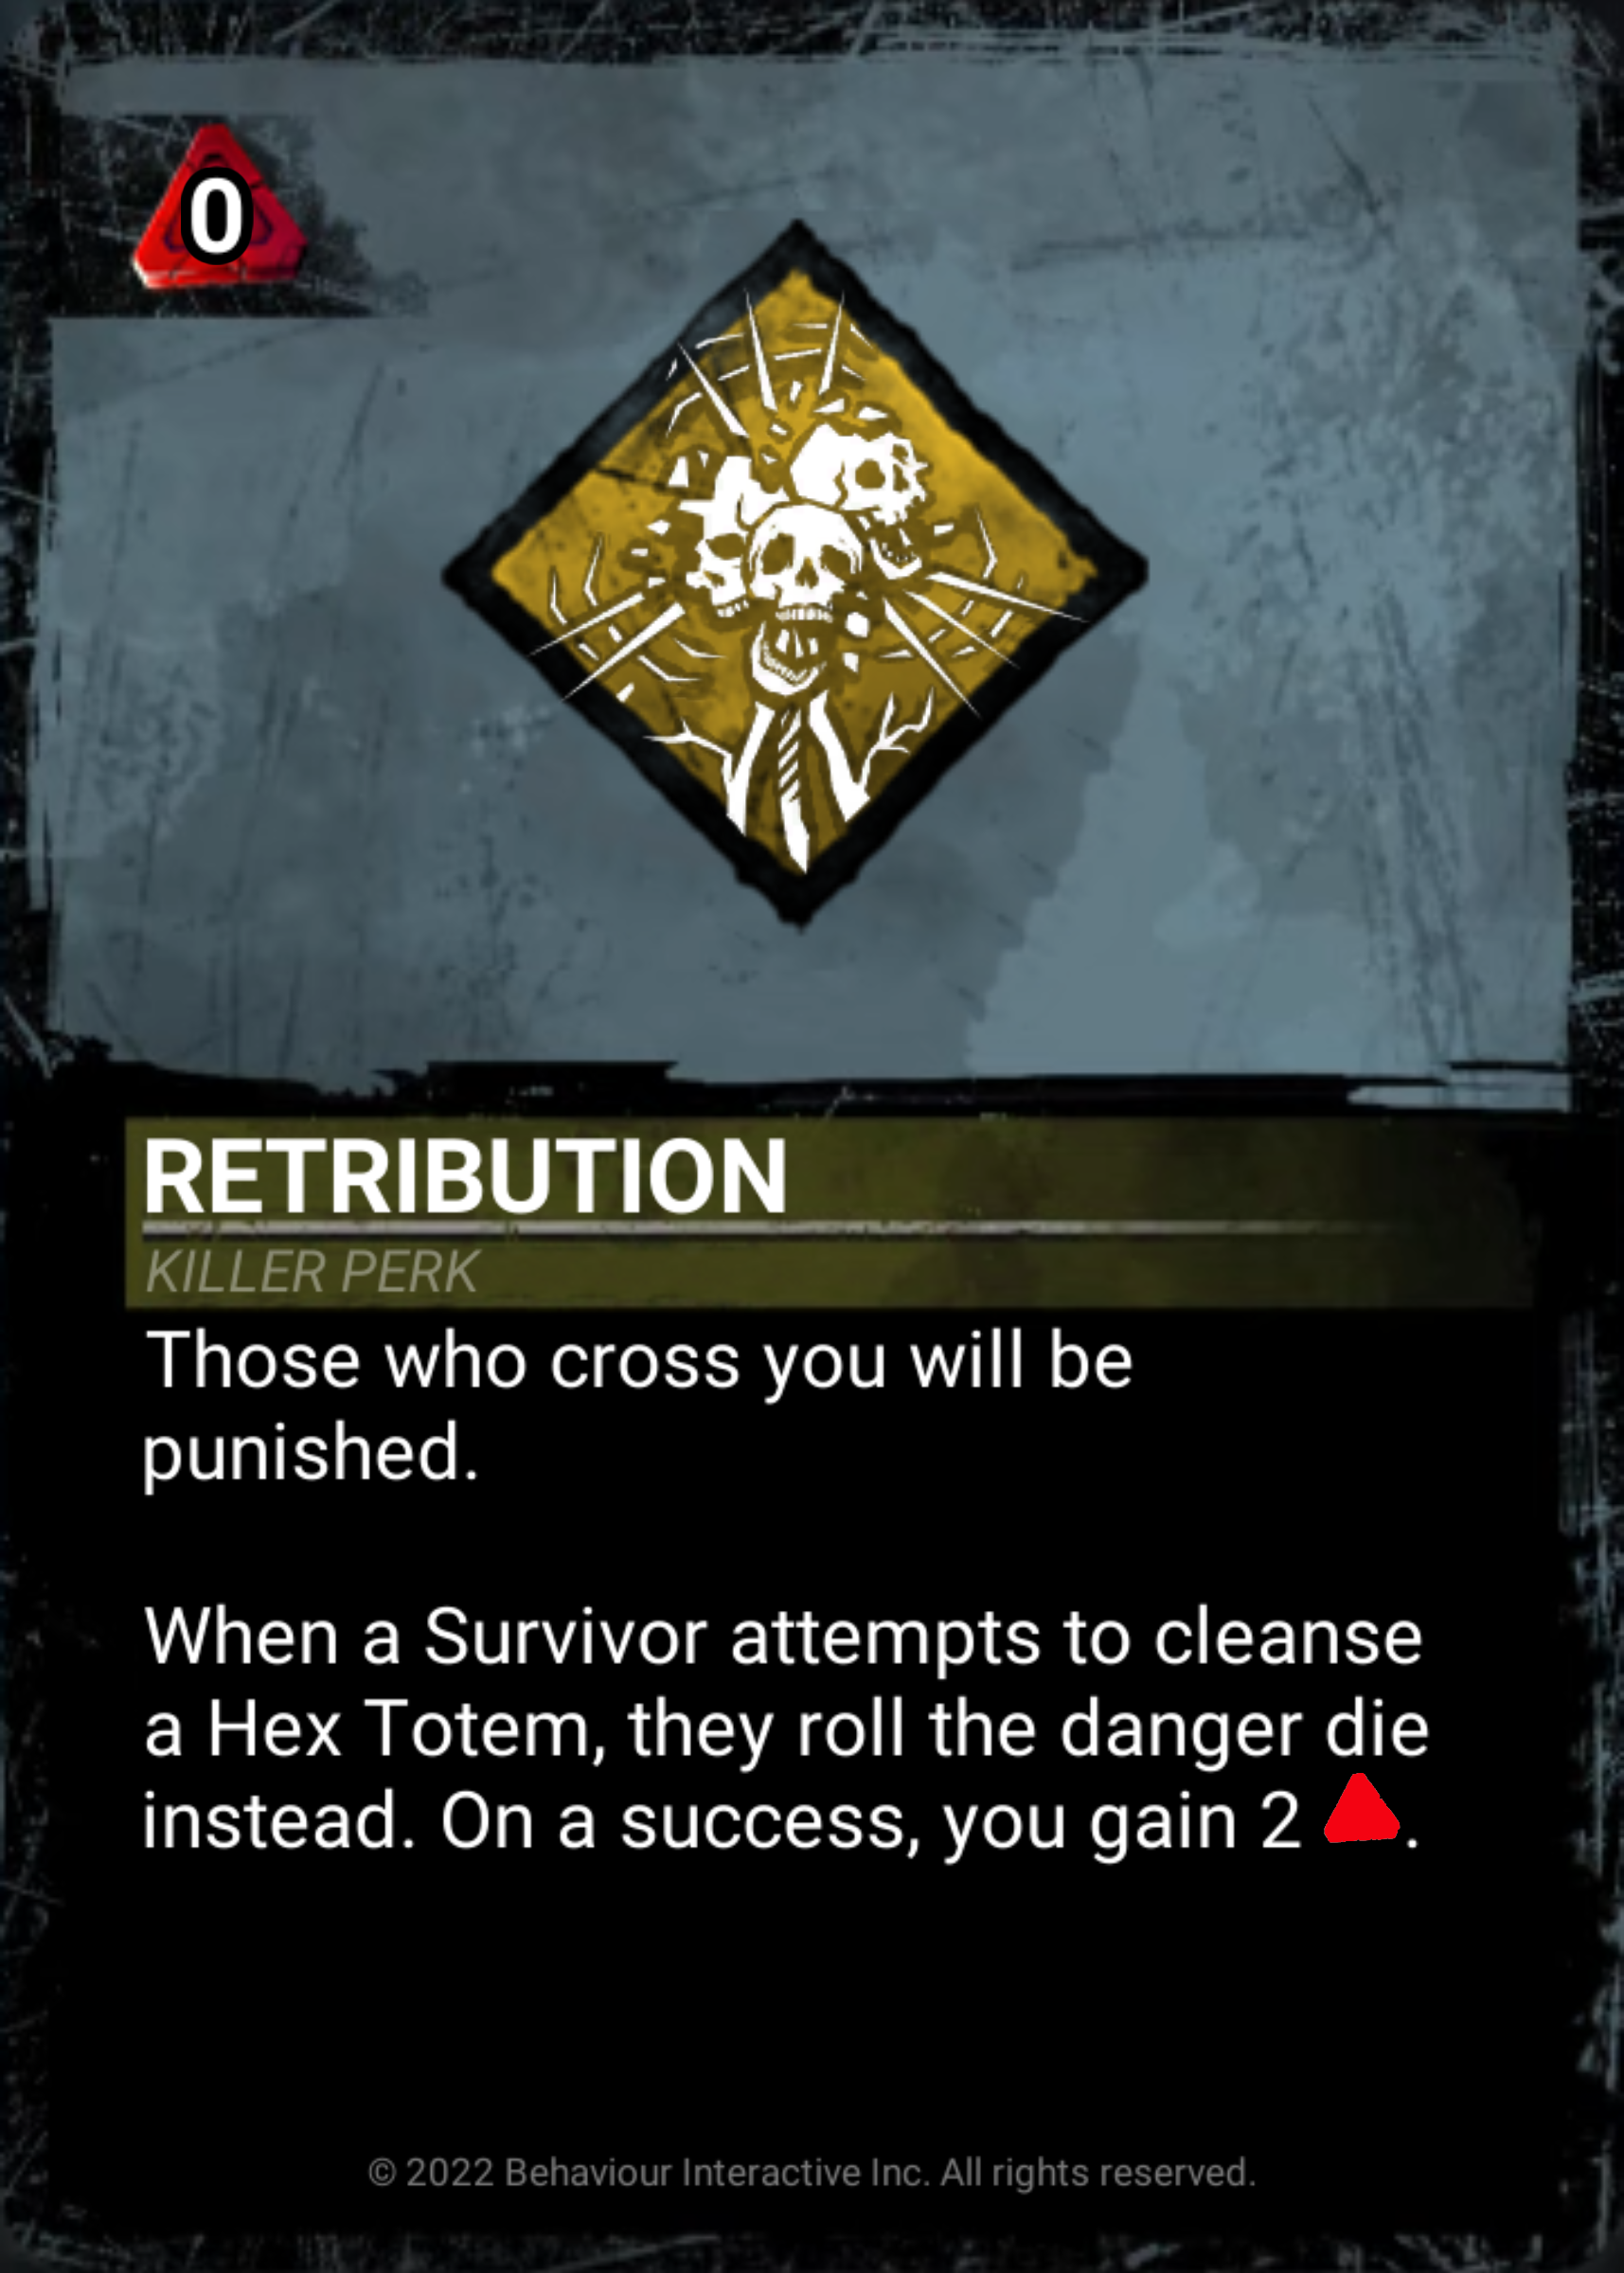 0
RETRIBUTION
KILLER PERK
Those who cross you will be
punished.
When a Survivor attempts to cleanse
a Hex Totem, they roll the danger die
instead. On a success, you gain 2 .
© 2022 Behaviour Interactive Inc. All rights reserved.